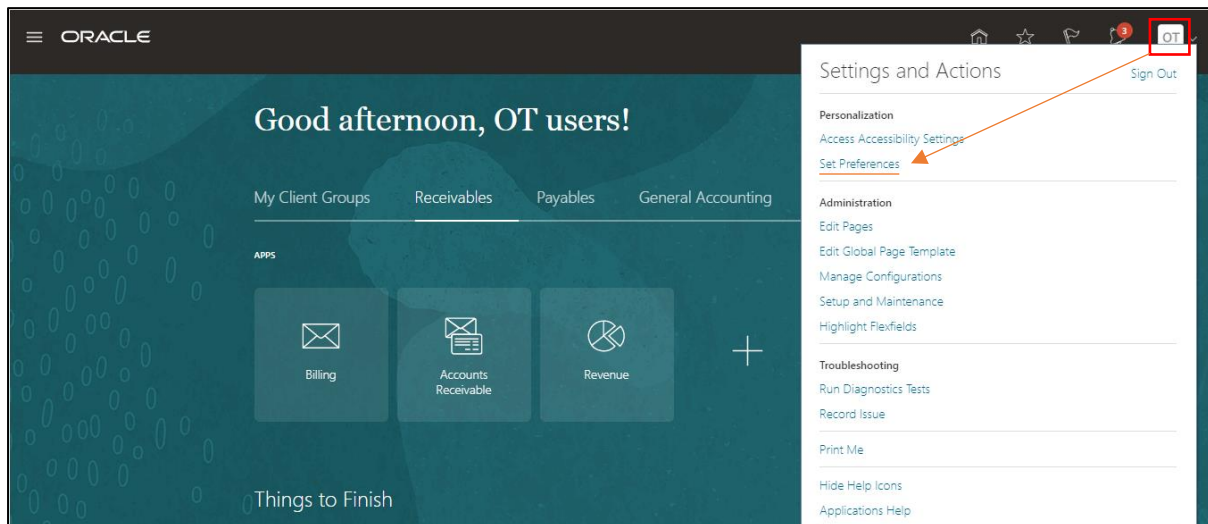 ORACLE
3
OT
Good afternoon, OT users!
My Client Groups
Receivables
Payables
General Accounting
APPS
Billing
Accounts
Receivable
Revenue
Things to Finish
Settings and Actions
Sign Out
Personalization
Access Accessibility Settings
Set Preferences
Administration
Edit Pages
Edit Global Page Template
Manage Configurations
Setup and Maintenance
Highlight Flexfields
Troubleshooting
Run Diagnostics Tests
Record Issue
Print Me
Hide Help Icons
Applications Help